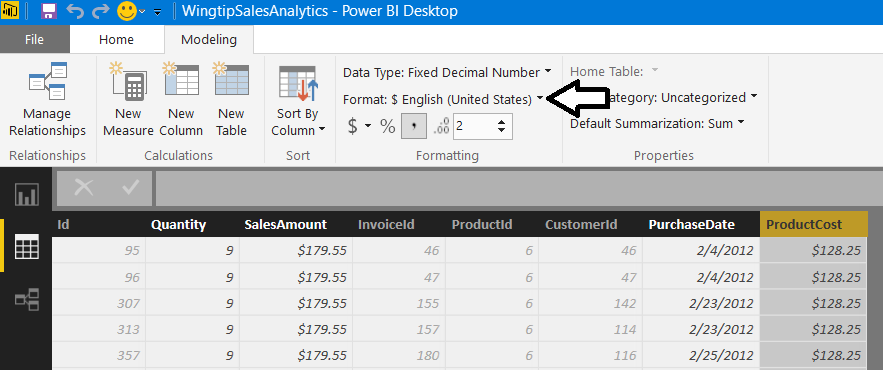 WingtipSalesAnalytics - Power BI Desktop
File Home Modeling
Manage Relationships
New Measure
New Column
New Table
Sort By Column
Data Type: Fixed Decimal Number
Format: $ English (United States)
$ % , .0 .00 2
Home Table:
ategory: Uncategorized
Default Summarization: Sum
Relationships Calculations Sort Formatting Properties
Id Quantity SalesAmount InvoiceId ProductId CustomerId PurchaseDate ProductCost
95 9 $179.55 46 6 46 2/4/2012 $128.25
96 9 $179.55 47 6 47 2/4/2012 $128.25
307 9 $179.55 155 6 142 2/23/2012 $128.25
313 9 $179.55 157 6 114 2/23/2012 $128.25
357 9 $179.55 180 6 116 2/25/2012 $128.25